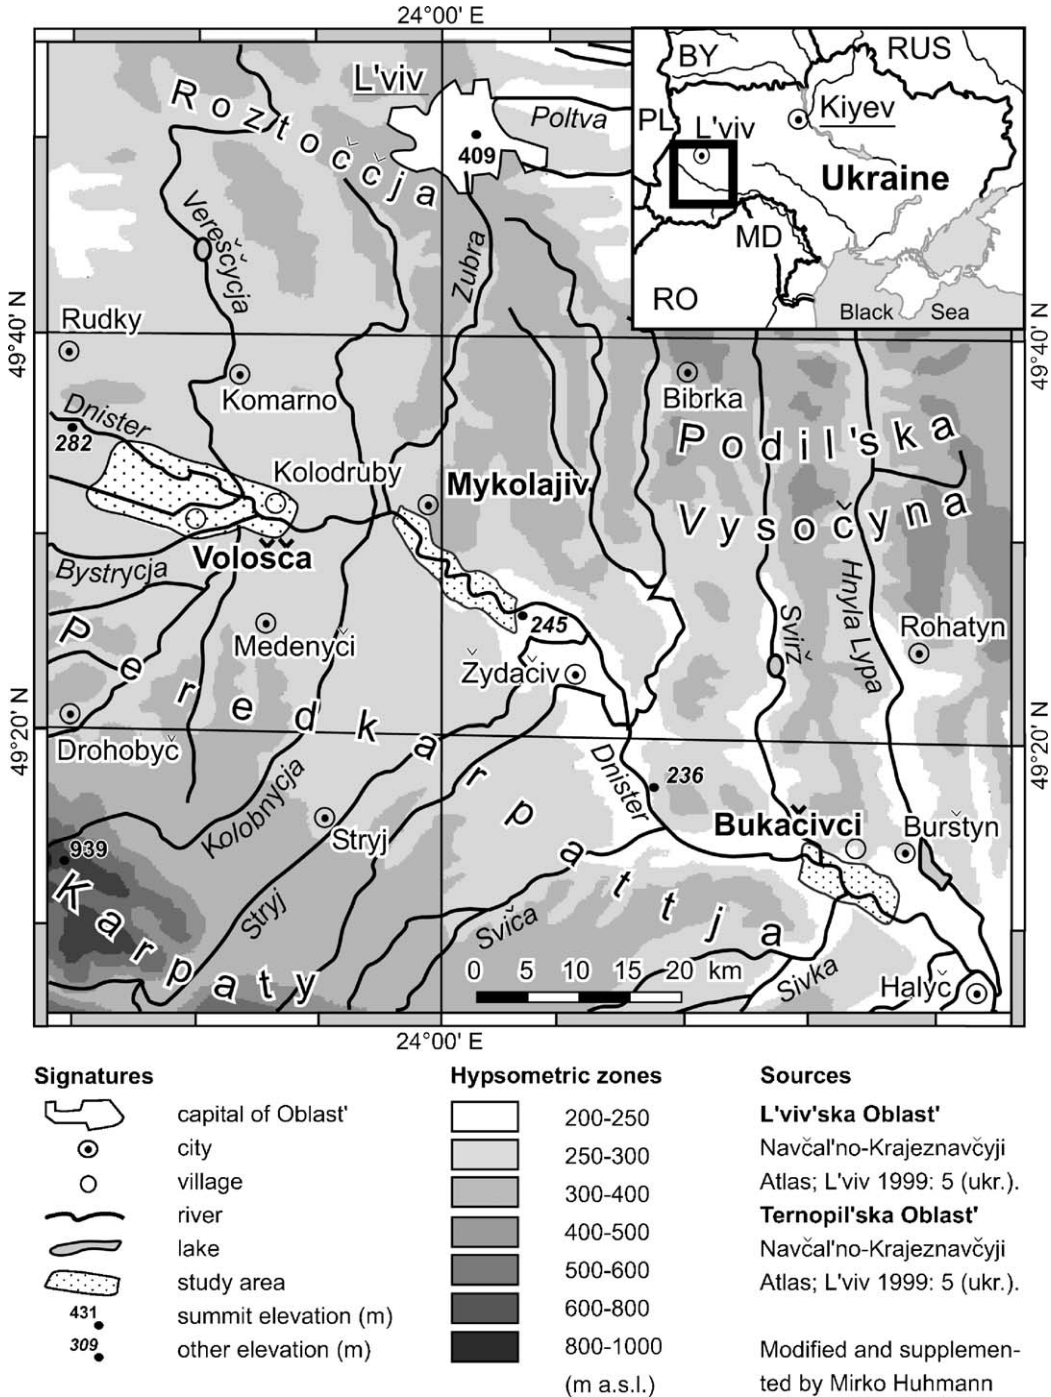 24°00' E
L'viv
Roztoččja
Poltva
409
Vereščycja
Zubra
BY
RUS
PL
Kiyev
L'viv
Ukraine
MD
RO
Black Sea
49°40' N
49°40' N
Rudky
Komarno
Bibrka
Dnister
282
Kolodruby
Mykolajiv
Podil'ska
Vysočyna
Vološča
Bystrycja
Hnyla Lypa
Svirž
Rohatyn
245
Medenyči
Žydačiv
Peredkarpattja
49°20' N
49°20' N
Drohobyč
Dnister
236
Kolobnycja
Stryj
Bukačivci
Burštyn
939
Karpaty
Stryj
Sviča
Sivka
Halyč
0 5 10 15 20 km
24°00' E
Signatures
capital of Oblast'
city
village
river
lake
study area
431
summit elevation (m)
309
other elevation (m)
Hypsometric zones
200-250
250-300
300-400
400-500
500-600
600-800
800-1000
(m a.s.l.)
Sources
L'viv'ska Oblast'
Navčal'no-Krajeznavčyji
Atlas; L'viv 1999: 5 (ukr.).
Ternopil'ska Oblast'
Navčal'no-Krajeznavčyji
Atlas; L'viv 1999: 5 (ukr.).
Modified and supplemen-
ted by Mirko Huhmann